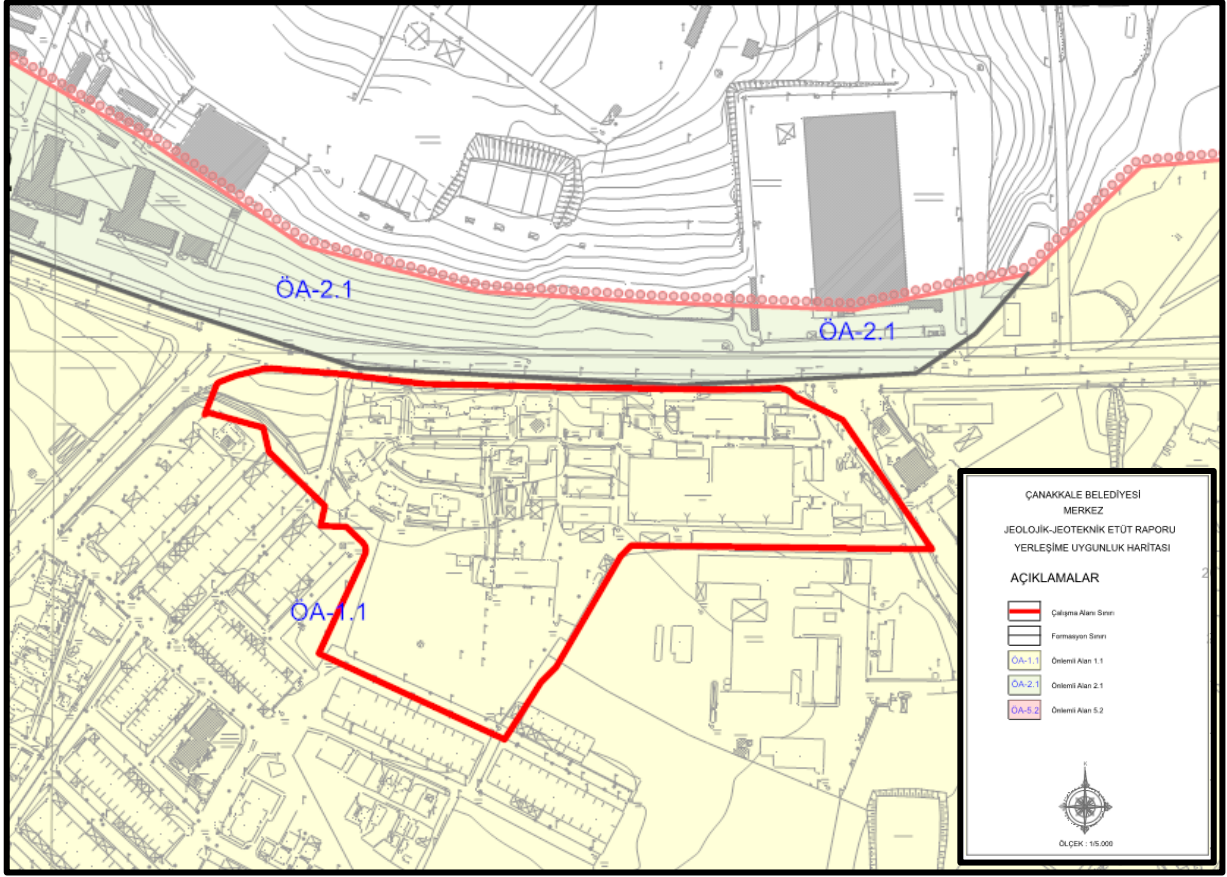 ÖA-2.1
ÖA-2.1
ÖA-1.1
ÇANAKKALE BELEDİYESİ
MERKEZ
JEOLOJİK-JEOTEKNİK ETÜT RAPORU
YERLEŞİME UYGUNLUK HARİTASI
AÇIKLAMALAR
Çalışma Alanı Sınırı
Formasyon Sınırı
ÖA-1.1 Önlemli Alan 1.1
ÖA-2.1 Önlemli Alan 2.1
ÖA-5.2 Önlemli Alan 5.2
K
ÖLÇEK : 1/5.000
2